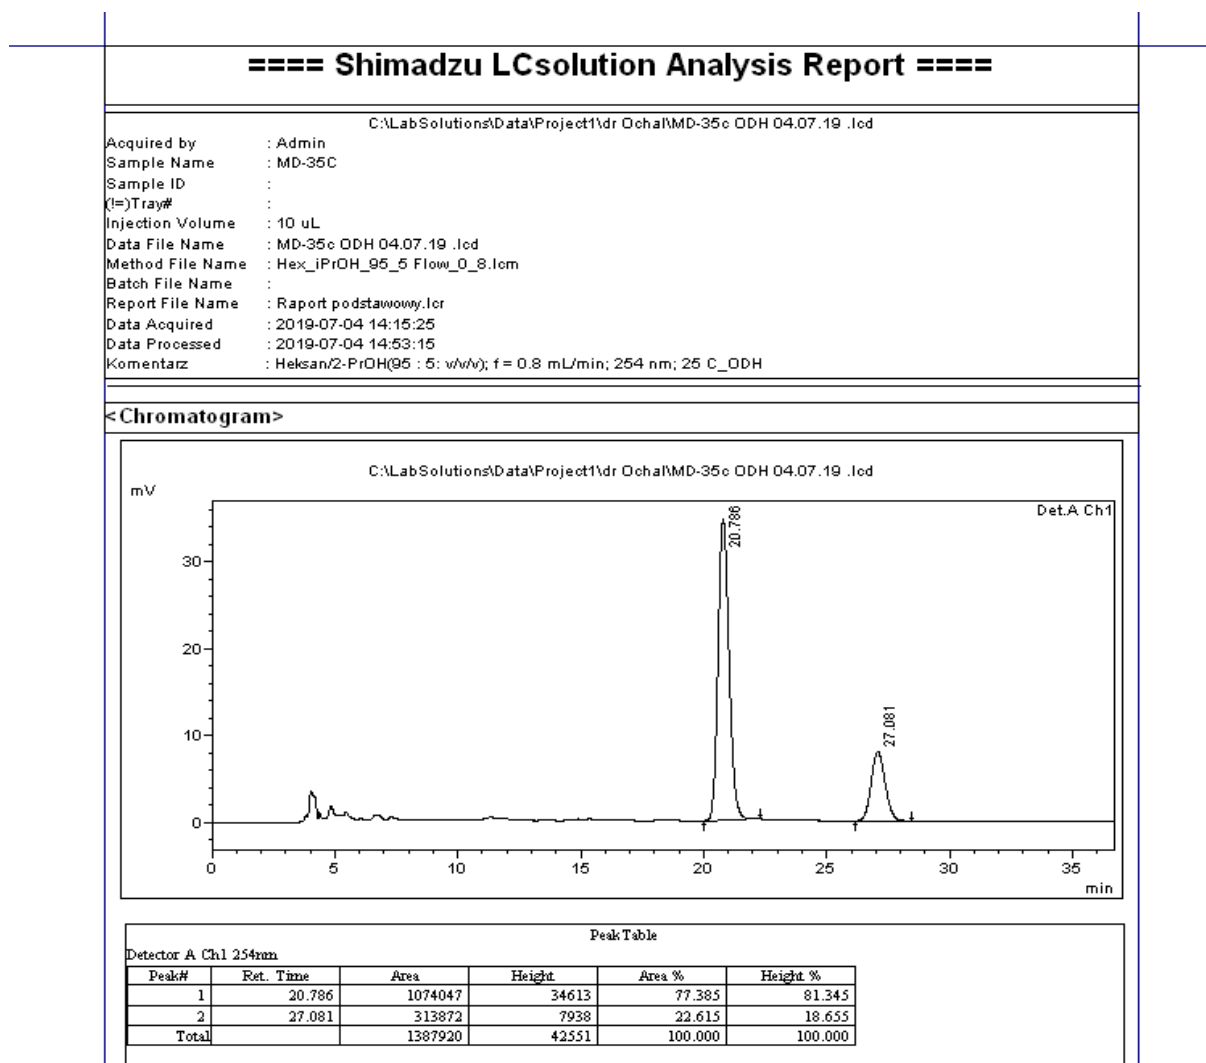 ==== Shimadzu LCsolution Analysis Report ====
C:\LabSolutions\Data\Project1\dr Ochal\MD-35c ODH 04.07.19 .lcd
Acquired by : Admin
Sample Name : MD-35C
Sample ID :
(!=)Tray# :
Injection Volume : 10 uL
Data File Name : MD-35c ODH 04.07.19 .lcd
Method File Name : Hex_iPrOH_95_5 Flow_0_8.lcm
Batch File Name :
Report File Name : Raport podstawowy.lcr
Data Acquired : 2019-07-04 14:15:25
Data Processed : 2019-07-04 14:53:15
Komentarz : Heksan/2-PrOH(95 : 5: v/v/v); f = 0.8 mL/min; 254 nm; 25 C_ODH
<Chromatogram>
C:\LabSolutions\Data\Project1\dr Ochal\MD-35c ODH 04.07.19 .lcd
mV
Det.A Ch1
20.786
30
20
27.081
10
0
0 5 10 15 20 25 30 35
min
PeakTable
Detector A Ch1 254nm
Peak# Ret. Time Area Height Area % Height %
1 20.786 1074047 34613 77.385 81.345
2 27.081 313872 7938 22.615 18.655
Total 1387920 42551 100.000 100.000